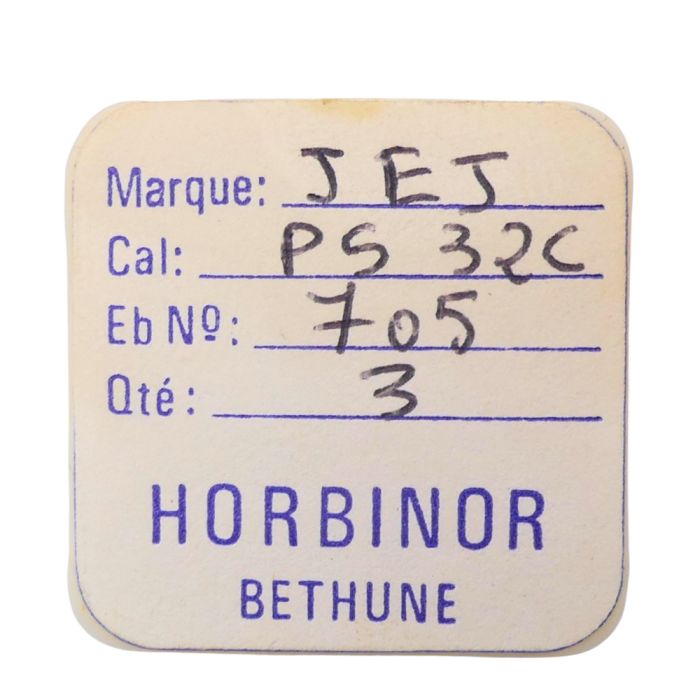 Marque: JEJ
Cal: PS 32C
Eb Nº: 705
Qté: 3
HORBINOR
BETHUNE